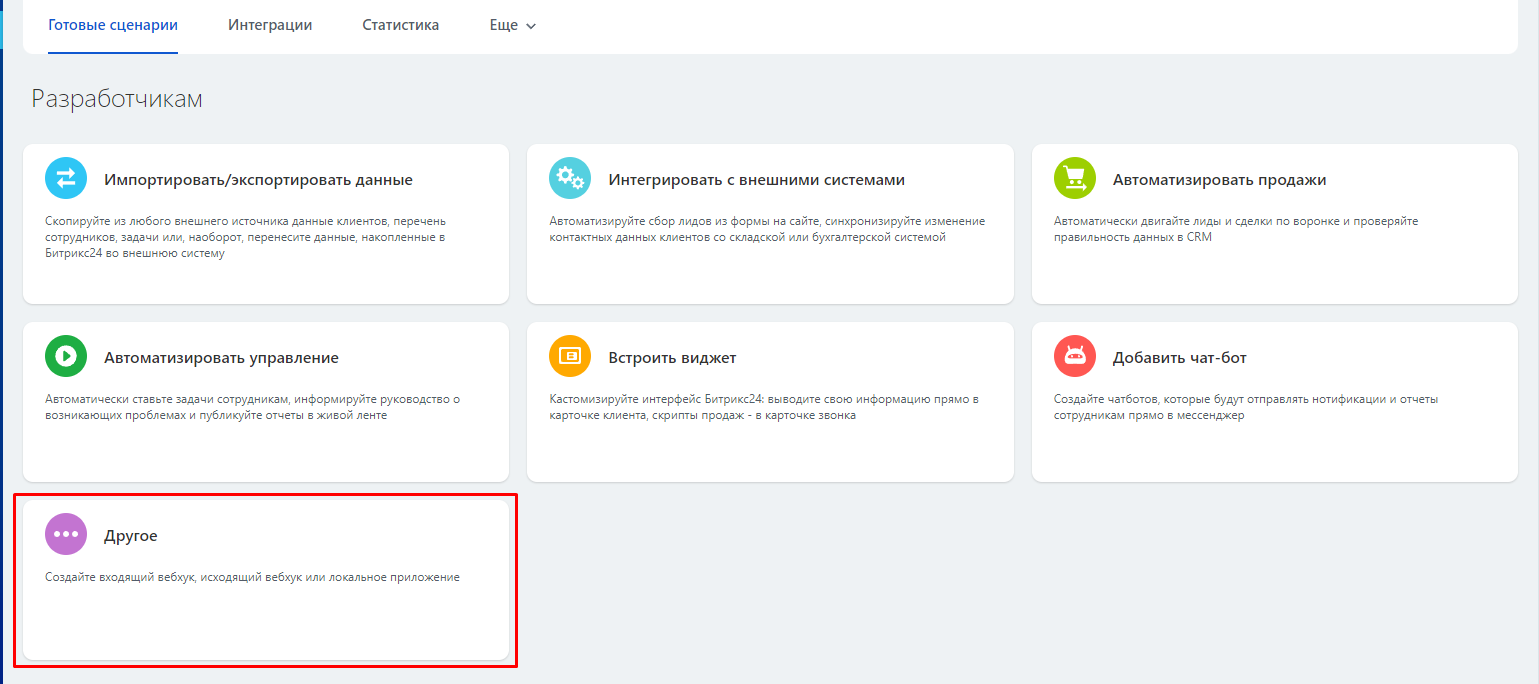 Готовые сценарии
Интеграции
Статистика
Еще
Разработчикам
Импортировать/экспортировать данные
Скопируйте из любого внешнего источника данные клиентов, перечень
сотрудников, задачи или, наоборот, перенесите данные, накопленные в
Битрикс24 во внешнюю систему
Интегрировать с внешними системами
Автоматизируйте сбор лидов из формы на сайте, синхронизируйте изменение
контактных данных клиентов со складской или бухгалтерской системой
Автоматизировать продажи
Автоматически двигайте лиды и сделки по воронке и проверяйте
правильность данных в CRM
Автоматизировать управление
Автоматически ставьте задачи сотрудникам, информируйте руководство о
возникающих проблемах и публикуйте отчеты в живой ленте
Встроить виджет
Кастомизируйте интерфейс Битрикс24: выводите свою информацию прямо в
карточке клиента, скрипты продаж - в карточке звонка
Добавить чат-бот
Создайте чатботов, которые будут отправлять нотификации и отчеты
сотрудникам прямо в мессенджер
Другое
Создайте входящий вебхук, исходящий вебхук или локальное приложение